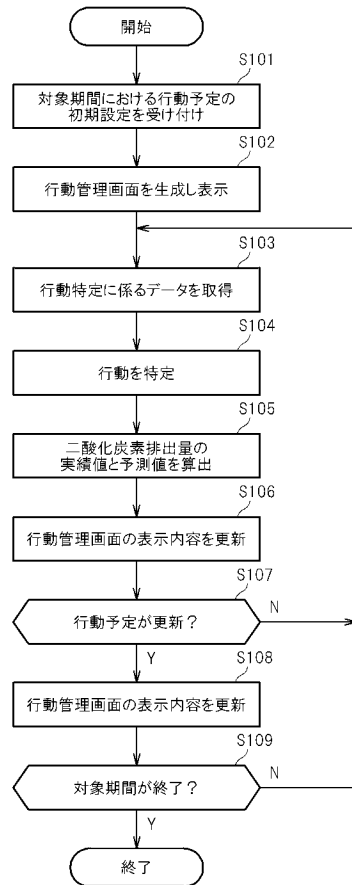 開始
S101
対象期間における行動予定の
初期設定を受け付け
S102
行動管理画面を生成し表示
S103
行動特定に係るデータを取得
S104
行動を特定
S105
二酸化炭素排出量の
実績値と予測値を算出
S106
行動管理画面の表示内容を更新
S107
行動予定が更新?
N
Y
S108
行動管理画面の表示内容を更新
S109
対象期間が終了?
N
Y
終了